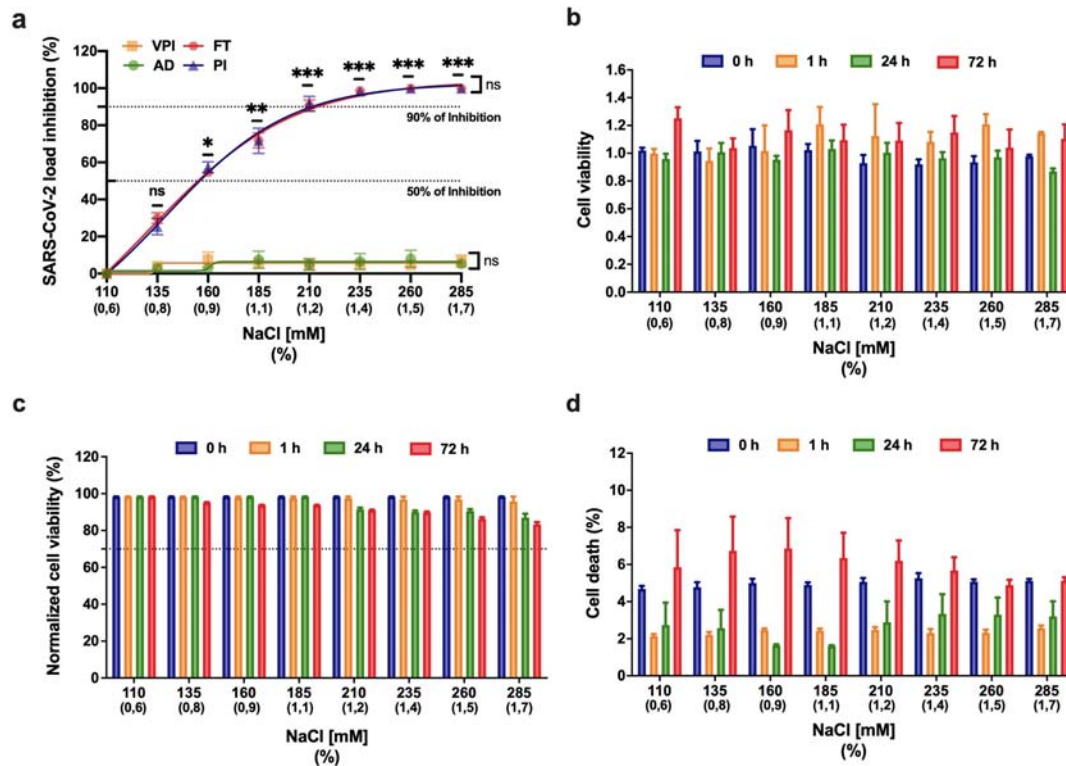 a
VPI FT
AD PI
SARS-CoV-2 load inhibition (%)
120
100
80
60
40
20
0
ns
*
**
***
***
***
***
ns
90% of Inhibition
50% of Inhibition
ns
110 135 160 185 210 235 260 285
(0,6) (0,8) (0,9) (1,1) (1,2) (1,4) (1,5) (1,7)
NaCl [mM]
(%)
b
0 h 1 h 24 h 72 h
Cell viability
1.6
1.4
1.2
1.0
0.8
0.6
0.4
0.2
0.0
110 135 160 185 210 235 260 285
(0,6) (0,8) (0,9) (1,1) (1,2) (1,4) (1,5) (1,7)
NaCl [mM]
(%)
c
0 h 1 h 24 h 72 h
Normalized cell viability (%)
120
100
80
60
40
20
0
110 135 160 185 210 235 260 285
(0,6) (0,8) (0,9) (1,1) (1,2) (1,4) (1,5) (1,7)
NaCl [mM]
(%)
d
0 h 1 h 24 h 72 h
Cell death (%)
12
10
8
6
4
2
0
110 135 160 185 210 235 260 285
(0,6) (0,8) (0,9) (1,1) (1,2) (1,4) (1,5) (1,7)
NaCl [mM]
(%)